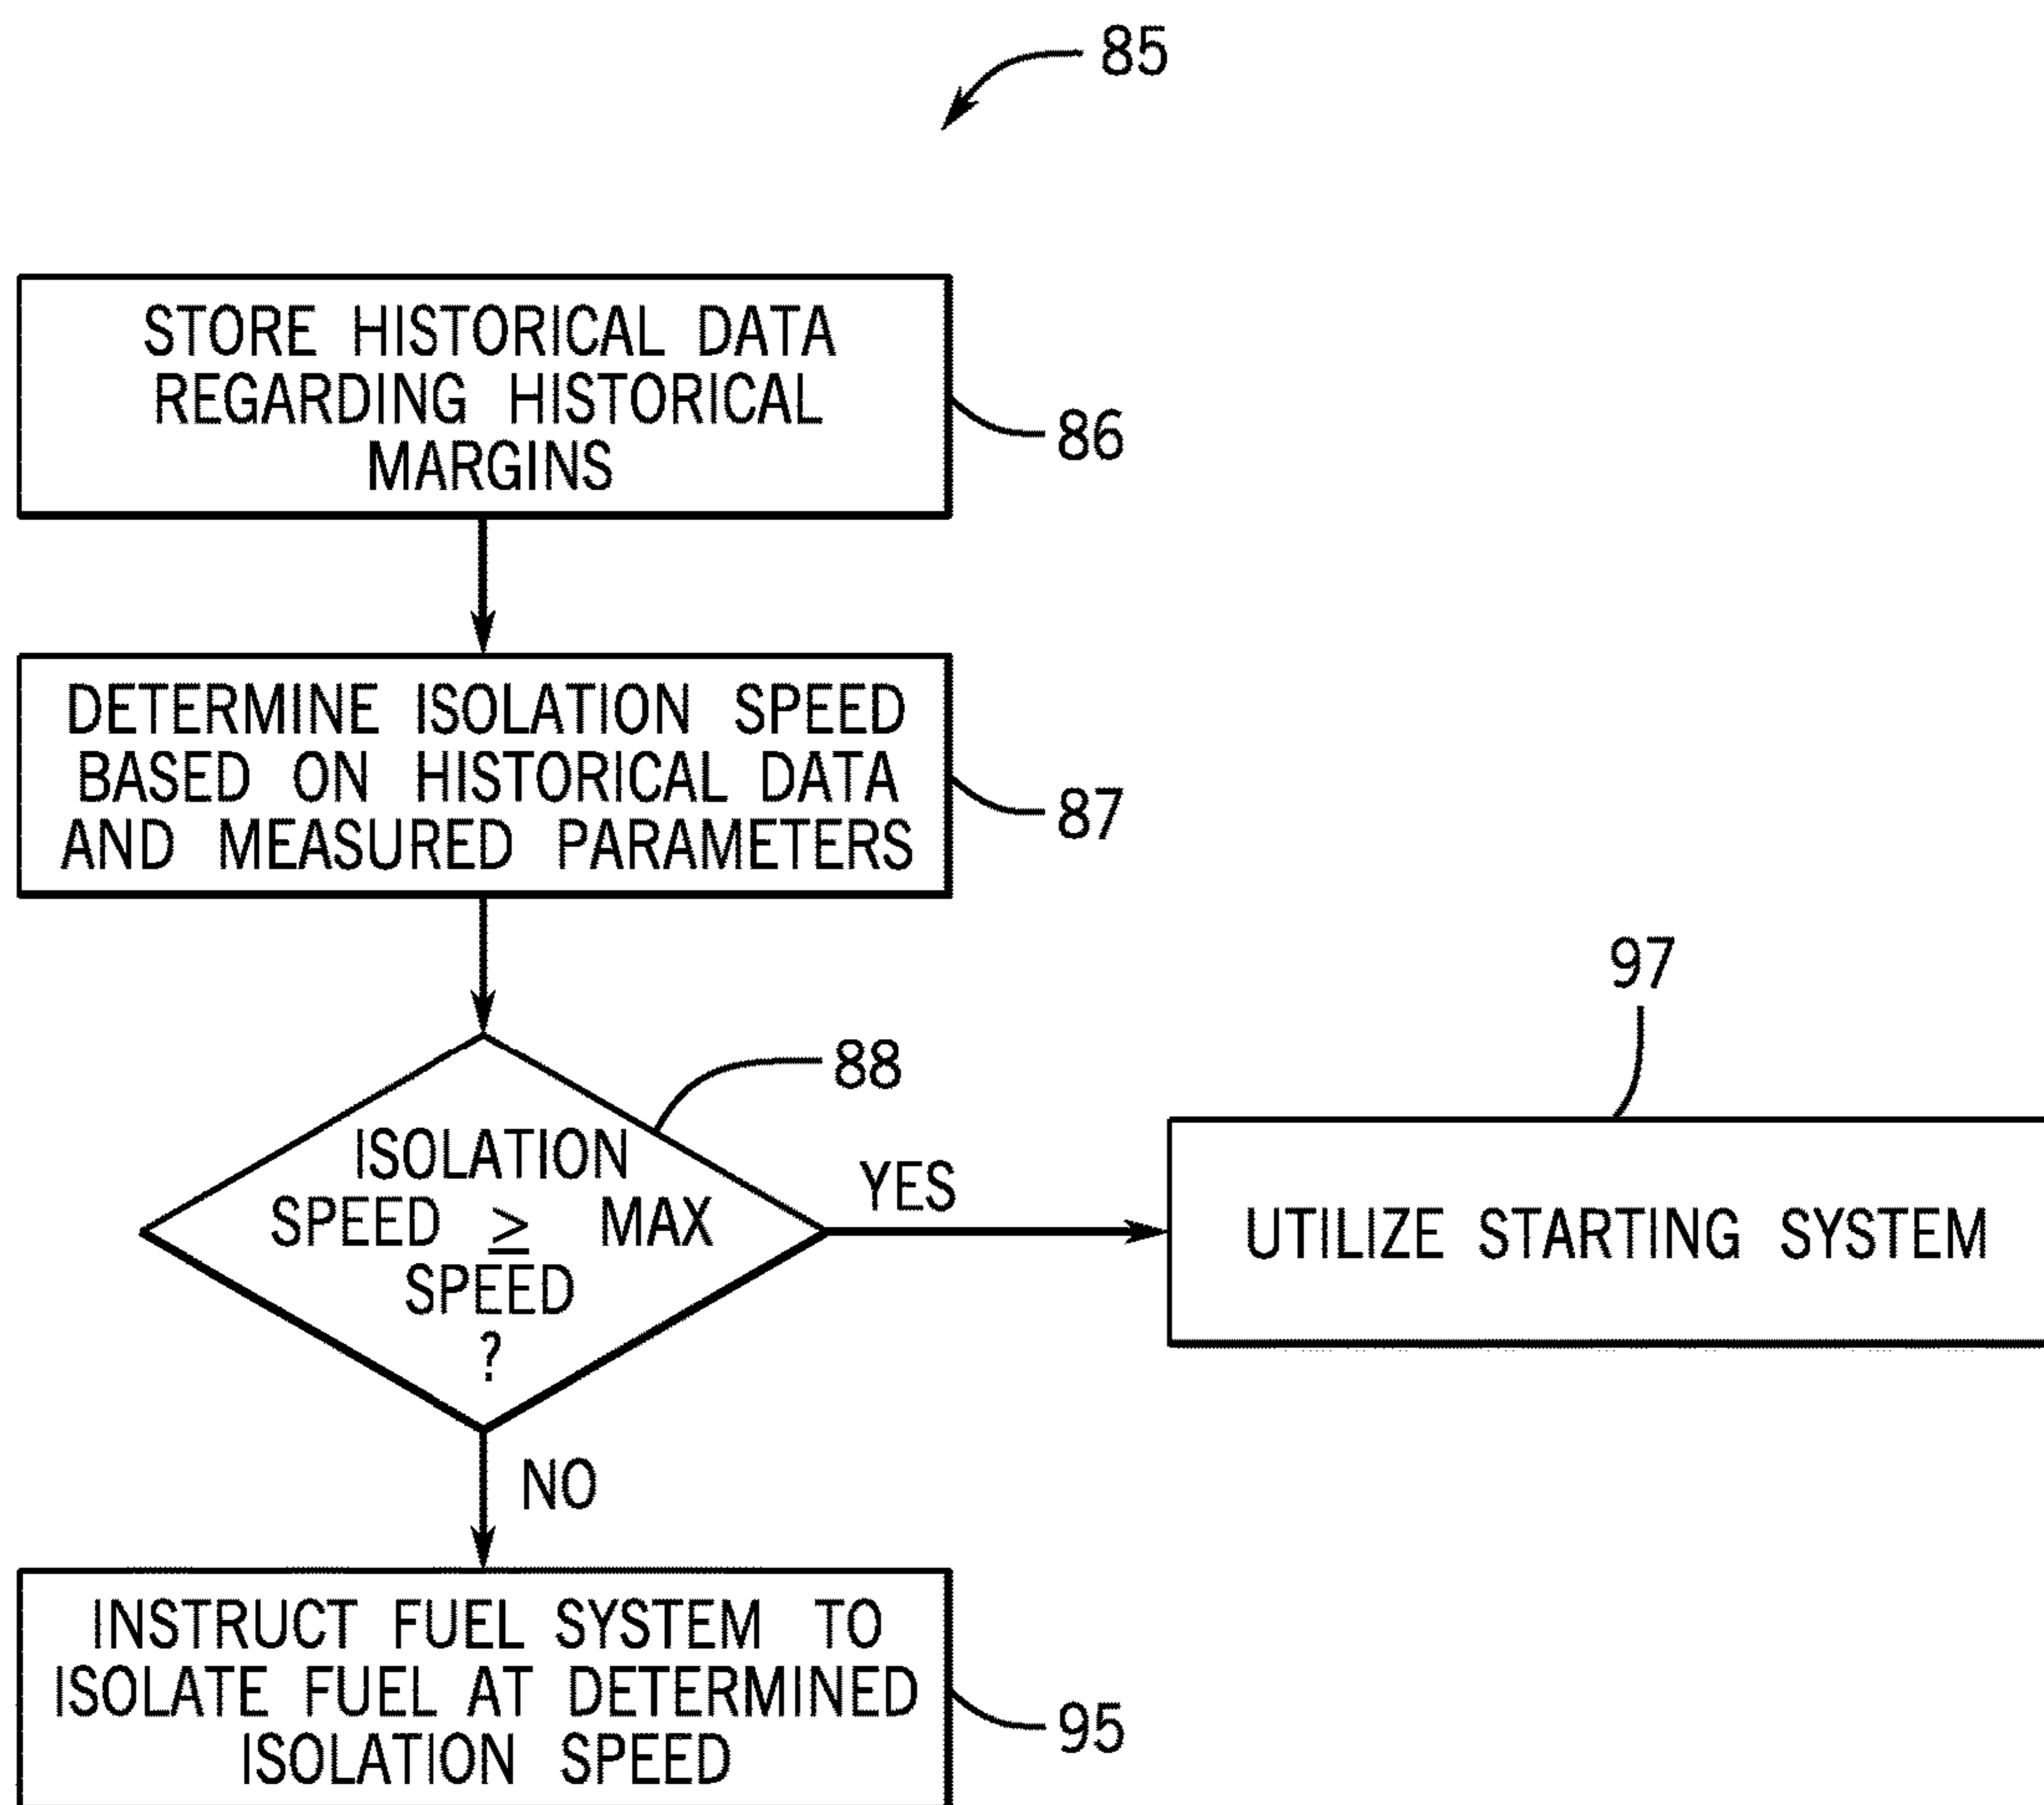 85
STORE HISTORICAL DATA
REGARDING HISTORICAL
MARGINS
86
DETERMINE ISOLATION SPEED
BASED ON HISTORICAL DATA
AND MEASURED PARAMETERS
87
97
88
ISOLATION
SPEED ≥ MAX
SPEED
?
YES
UTILIZE STARTING SYSTEM
NO
INSTRUCT FUEL SYSTEM TO
ISOLATE FUEL AT DETERMINED
ISOLATION SPEED
95